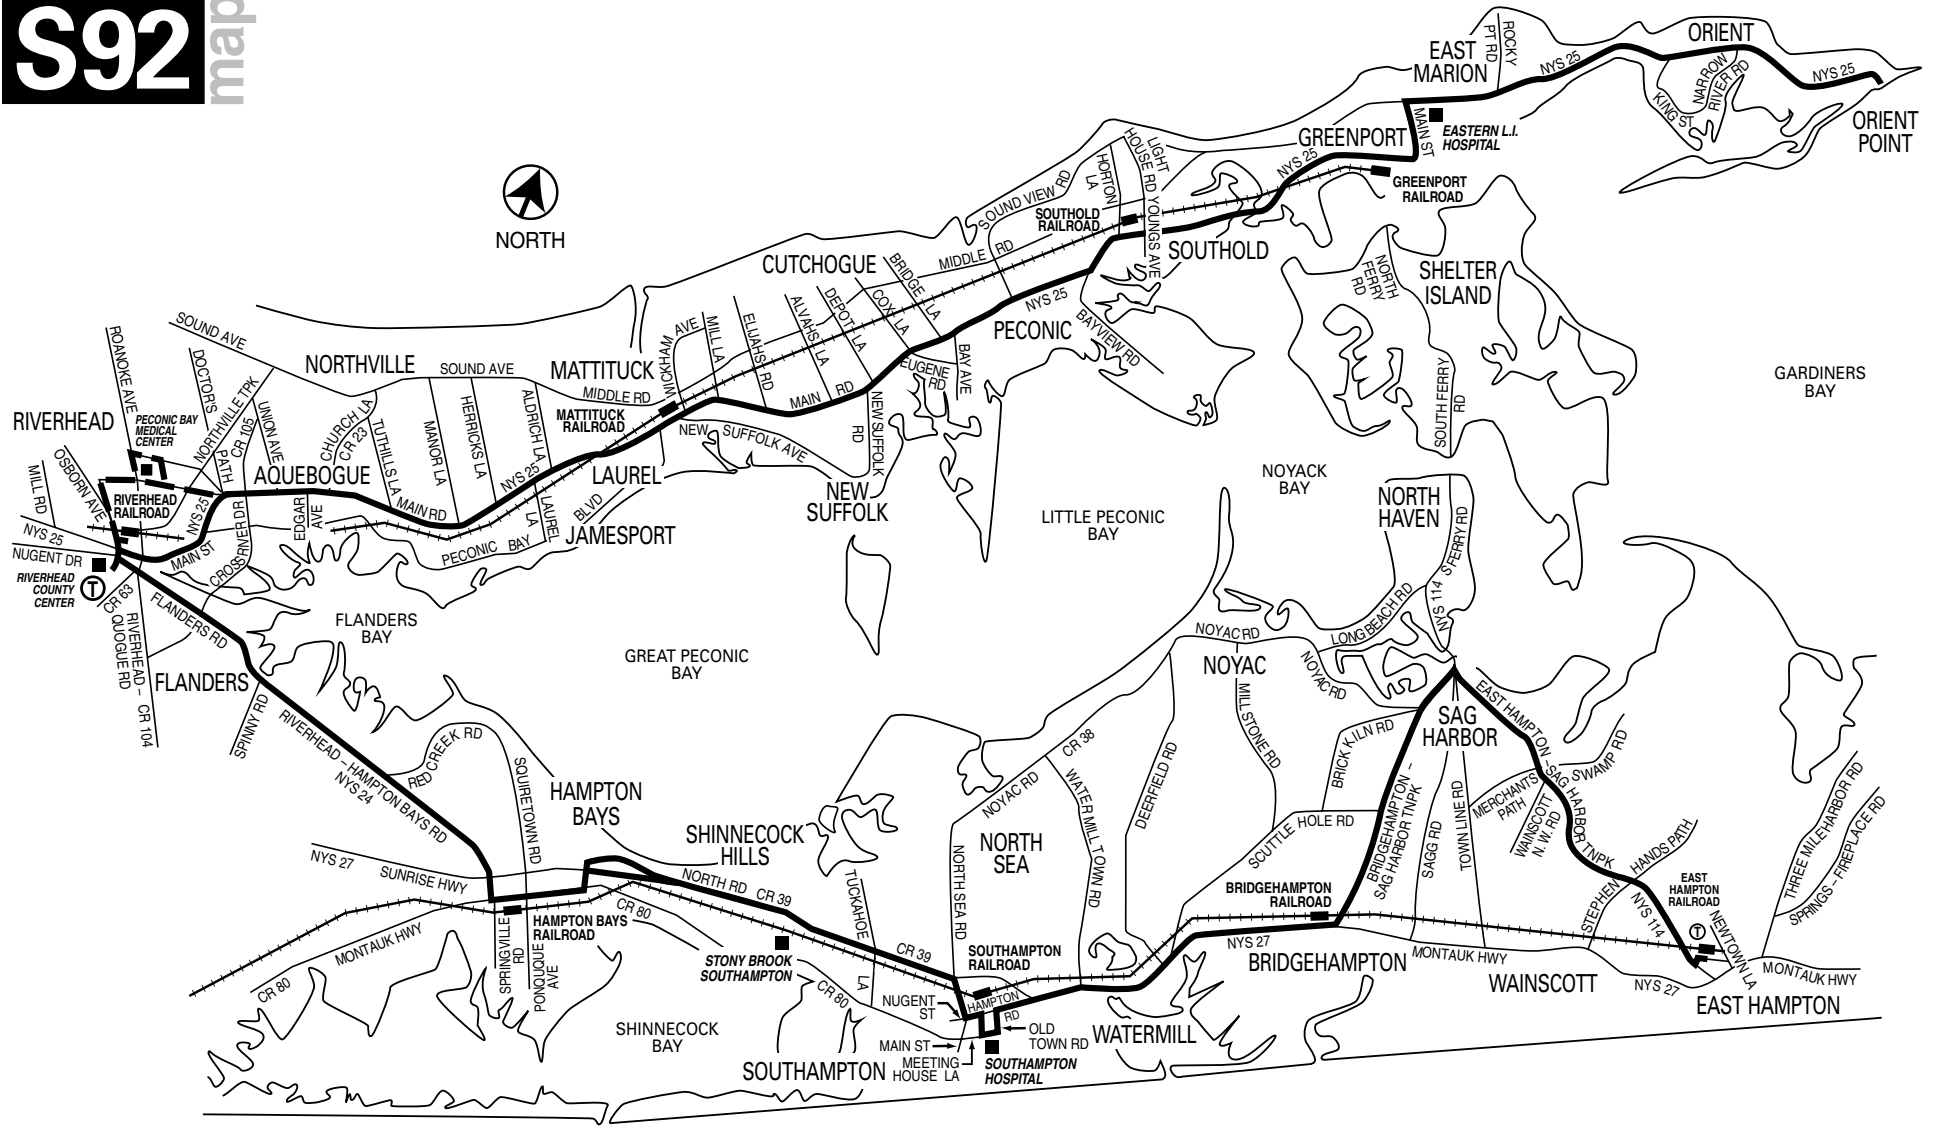 S92
map
NORTH
ORIENT
EAST
MARION
ROCKY
PT RD
NYS 25
NARROW
RIVER RD
KING ST
NYS 25
ORIENT
POINT
MAIN ST
EASTERN L.I.
HOSPITAL
GREENPORT
NYS 25
GREENPORT
RAILROAD
LIGHT
HOUSE RD
HORTON
LA
YOUNGS AVE
SOUND VIEW RD
SOUTHOLD
RAILROAD
SOUTHOLD
MIDDLE RD
CUTCHOGUE
BRIDGE LA
COX LA
DEPOT LA
ALVAHS LA
ELIJAHS RD
MILL LA
WICKHAM AVE
NYS 25
PECONIC
BAYVIEW RD
BAY AVE
EUGENE
RD
MAIN RD
NEW SUFFOLK
RD
NORTH
FERRY
RD
SHELTER
ISLAND
SOUTH FERRY
RD
GARDINERS
BAY
SOUND AVE
NORTHVILLE
SOUND AVE
MATTITUCK
MIDDLE RD
MATTITUCK
RAILROAD
NEW SUFFOLK AVE
NEW
SUFFOLK
ROANOKE AVE
DOCTOR'S
PATH
NORTHVILLE TPK
CR 105
UNION AVE
CHURCH LA
CR 23
TUTHILLS LA
MANOR LA
HERRICKS LA
ALDRICH LA
RIVERHEAD
PECONIC BAY
MEDICAL
CENTER
OSBORN AVE
MILL RD
AQUEBOGUE
NYS 25
LAUREL
RIVERHEAD
RAILROAD
NYS 25
EDGAR
AVE
MAIN RD
LAUREL
LA
PECONIC BAY BLVD
JAMESPORT
NYS 25
NUGENT DR
MAIN ST
CROSS RIVER DR
RIVERHEAD
COUNTY
CENTER
T
CR 63
FLANDERS RD
RIVERHEAD –
QUOGUE RD
CR 104
FLANDERS
FLANDERS
BAY
GREAT PECONIC
BAY
LITTLE PECONIC
BAY
NOYACK
BAY
NORTH
HAVEN
S FERRY RD
NYS 114
LONG BEACH RD
NOYAC RD
NOYAC
NOYAC RD
SPINNY RD
RIVERHEAD – HAMPTON BAYS RD
NYS 24
RED CREEK RD
SQUIRETOWN RD
HAMPTON
BAYS
SHINNECOCK
HILLS
NORTH RD CR 39
NYS 27
SUNRISE HWY
MONTAUK HWY
CR 80
HAMPTON BAYS
RAILROAD
SPRINGVILLE
RD
PONQUOGUE
AVE
CR 80
STONY BROOK
SOUTHAMPTON
CR 80
TUCKAHOE
LA
CR 39
SHINNECOCK
BAY
SOUTHAMPTON
NUGENT
ST
MAIN ST
MEETING
HOUSE LA
HAMPTON
RD
OLD
TOWN RD
SOUTHAMPTON
HOSPITAL
SOUTHAMPTON
RAILROAD
NORTH
SEA
NORTH SEA RD
NOYAC RD
CR 38
WATER MILL TOWN RD
DEERFIELD RD
WATERMILL
MILL STONE RD
BRICK KILN RD
SCUTTLE HOLE RD
BRIDGEHAMPTON –
SAG HARBOR TNPK
SAGG RD
TOWN LINE RD
SAG
HARBOR
EAST HAMPTON – SAG HARBOR TNPK
MERCHANTS
PATH
SWAMP RD
WAINSCOTT
N.W. RD
STEPHEN HANDS PATH
NYS 114
BRIDGEHAMPTON
RAILROAD
NYS 27
BRIDGEHAMPTON
MONTAUK HWY
WAINSCOTT
NYS 27
EAST
HAMPTON
RAILROAD
T
NEWTOWN LA
MONTAUK HWY
EAST HAMPTON
THREE MILE HARBOR RD
SPRINGS – FIREPLACE RD